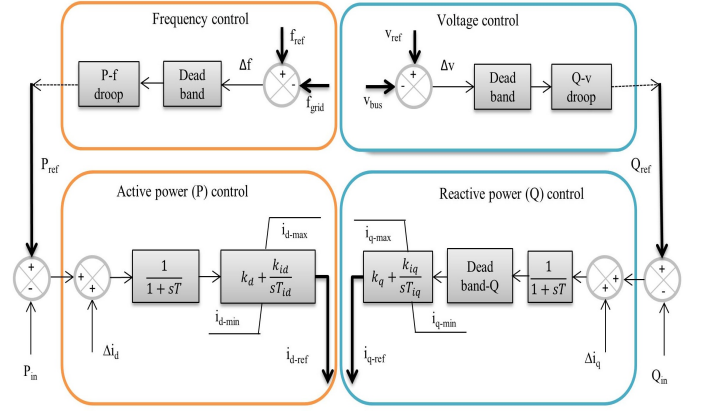 Frequency control
f_ref
+
-
Δf
f_grid
Dead
band
P-f
droop
P_ref
Voltage control
v_ref
+
-
Δv
v_bus
Dead
band
Q-v
droop
Q_ref
Active power (P) control
+
-
P_in
+
+
Δi_d
1
1 + sT
k_d + k_id
sT_id
i_d-max
i_d-min
i_d-ref
Reactive power (Q) control
i_q-max
k_q + k_iq
sT_iq
i_q-min
i_q-ref
Dead
band-Q
1
1 + sT
+
+
Δi_q
+
-
Q_in